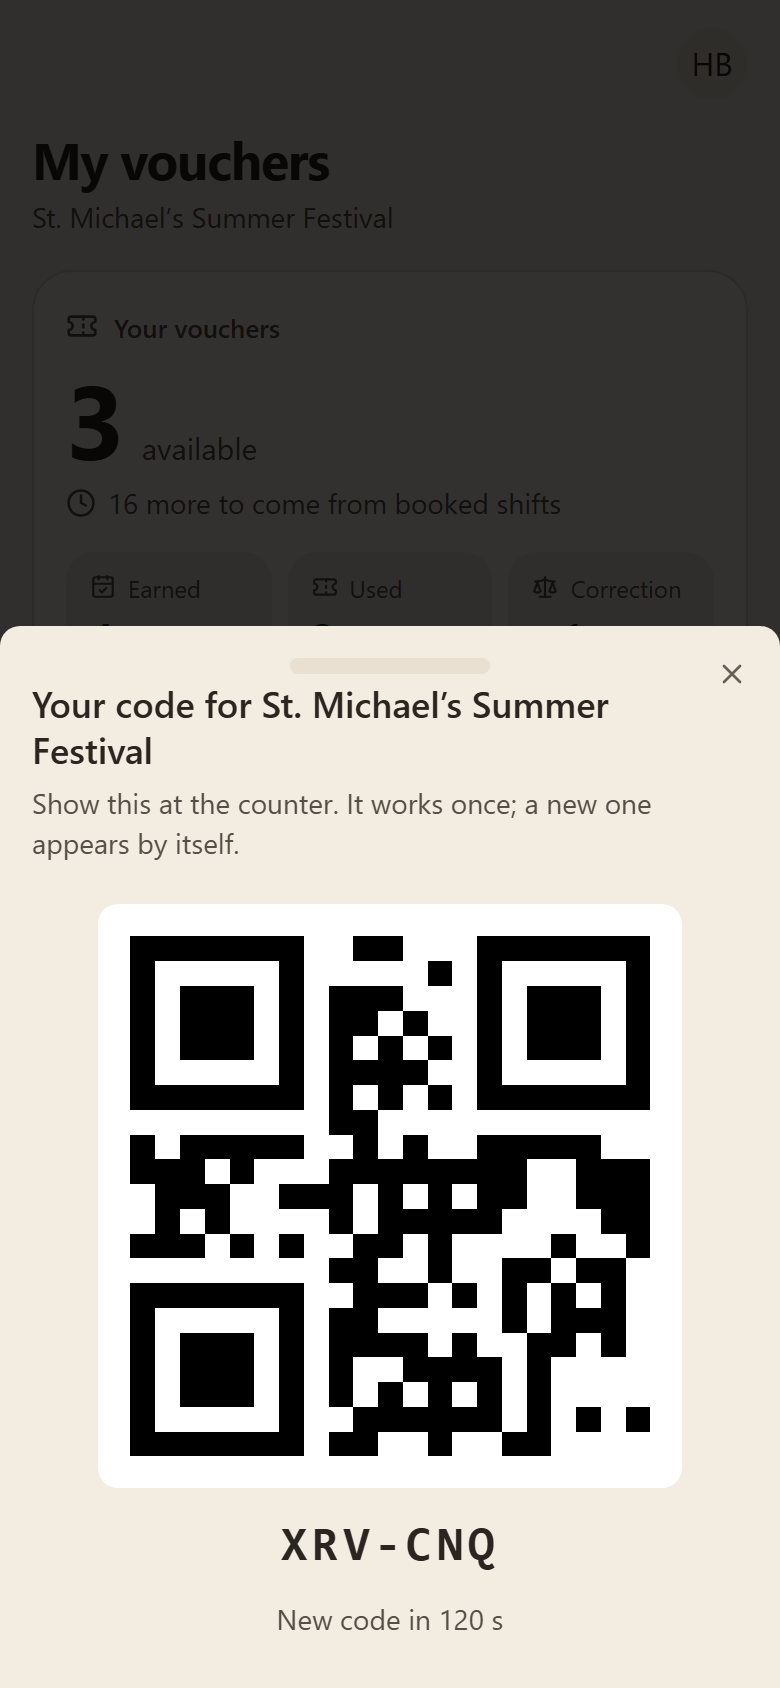 HB
My vouchers
St. Michael’s Summer Festival
Your vouchers
3 available
16 more to come from booked shifts
Earned
Used
Correction
Your code for St. Michael’s Summer
Festival
Show this at the counter. It works once; a new one
appears by itself.
XRV-CNQ
New code in 120 s